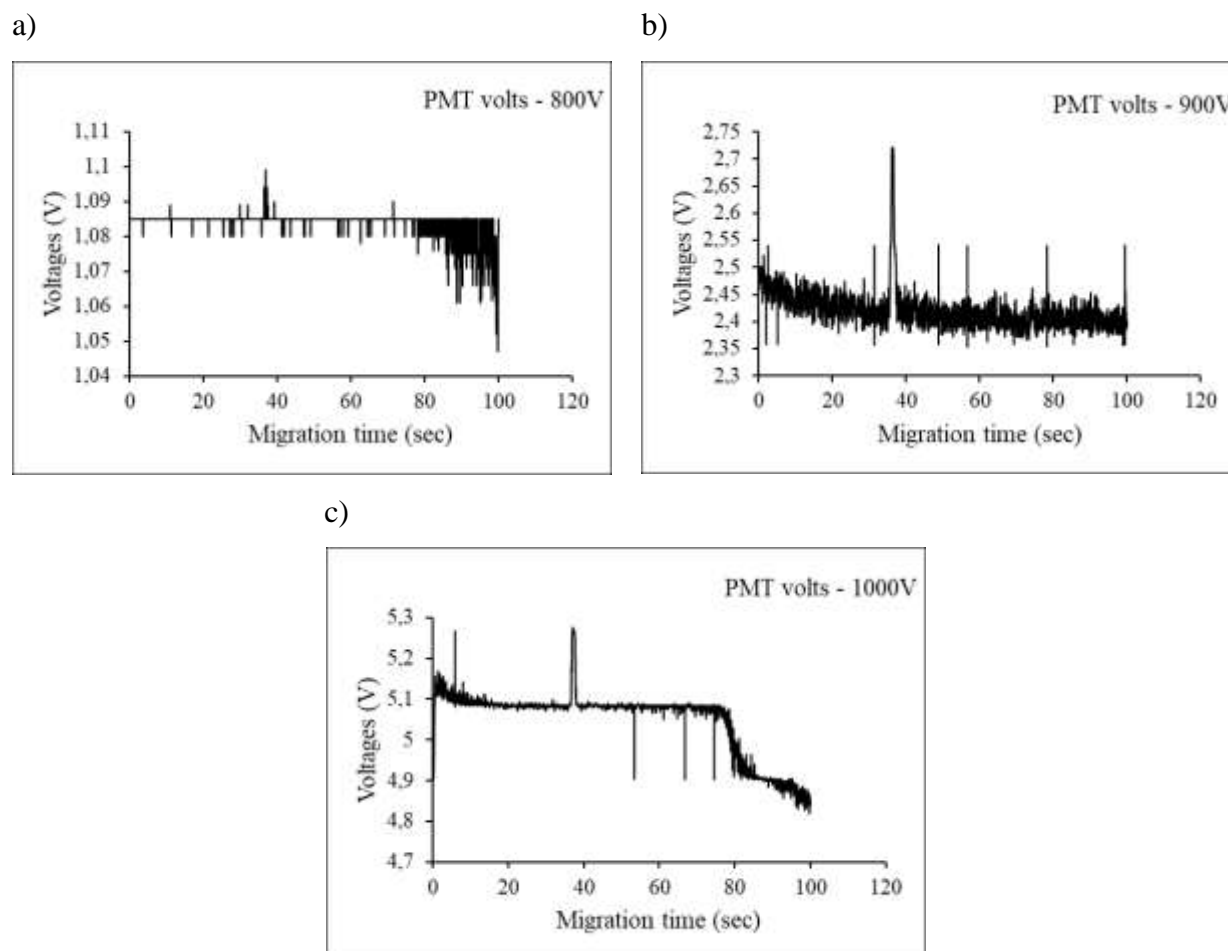 a)
PMT volts - 800V
Voltages (V)
1,11
1,1
1,09
1,08
1,07
1,06
1,05
1,04
0 20 40 60 80 100 120
Migration time (sec)
b)
PMT volts - 900V
Voltages (V)
2,75
2,7
2,65
2,6
2,55
2,5
2,45
2,4
2,35
2,3
0 20 40 60 80 100 120
Migration time (sec)
c)
PMT volts - 1000V
Voltages (V)
5,3
5,2
5,1
5
4,9
4,8
4,7
0 20 40 60 80 100 120
Migration time (sec)